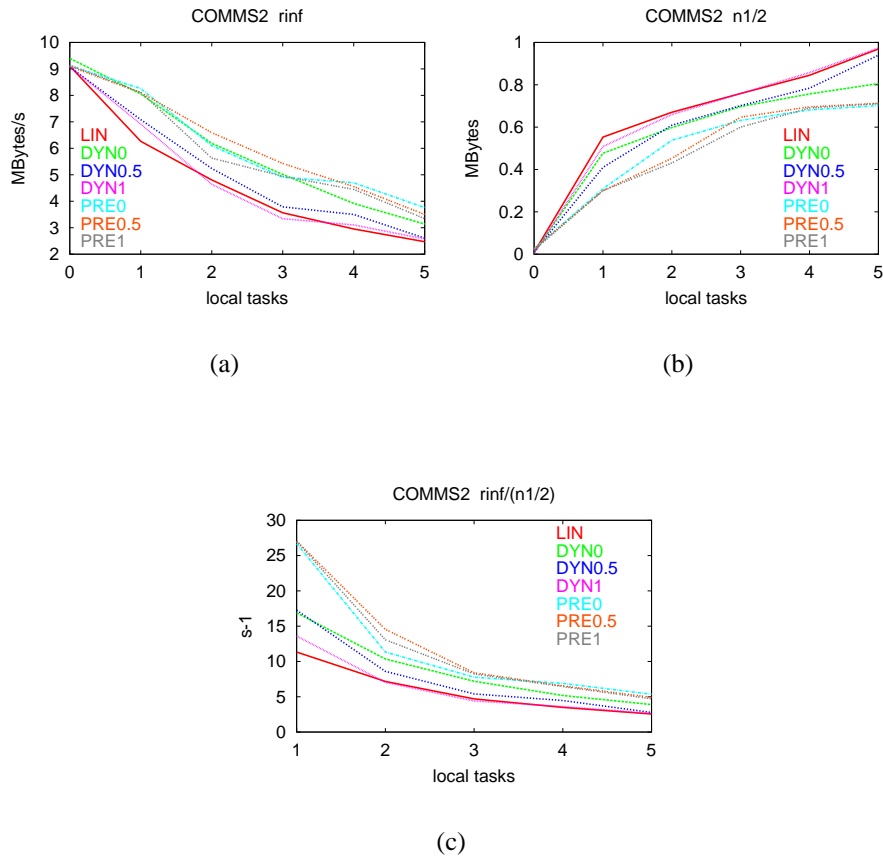 COMMS2 rinf
10
9
8
7
6
5
4
3
2
MBytes/s
LIN
DYN0
DYN0.5
DYN1
PRE0
PRE0.5
PRE1
0 1 2 3 4 5
local tasks
(a)
COMMS2 n1/2
1
0.8
0.6
0.4
0.2
0
MBytes
LIN
DYN0
DYN0.5
DYN1
PRE0
PRE0.5
PRE1
0 1 2 3 4 5
local tasks
(b)
COMMS2 rinf/(n1/2)
30
25
20
15
10
5
0
s-1
LIN
DYN0
DYN0.5
DYN1
PRE0
PRE0.5
PRE1
1 2 3 4 5
local tasks
(c)